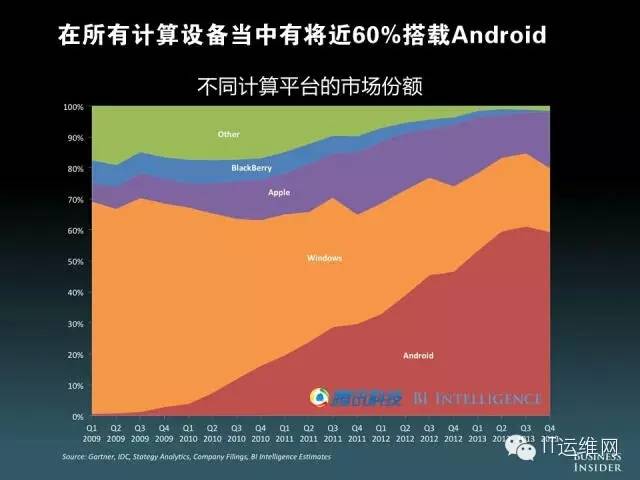 在所有计算设备当中有将近60%搭载Android
不同计算平台的市场份额
100%
90%
80%
70%
60%
50%
40%
30%
20%
10%
0%
Other
BlackBerry
Apple
Windows
Android
腾讯科技 BI INTELLIGENCE
Q1 Q2 Q3 Q4 Q1 Q2 Q3 Q4 Q1 Q2 Q3 Q4 Q1 Q2 Q3 Q4 Q1 Q2 Q3 Q4
2009 2009 2009 2009 2010 2010 2010 2010 2011 2011 2011 2011 2012 2012 2012 2012 2013 2013
Source: Gartner, IDC, Stategy Analytics, Company Filings, BI Intelligence Estimates
IT运维网
BUSINESS
INSIDER